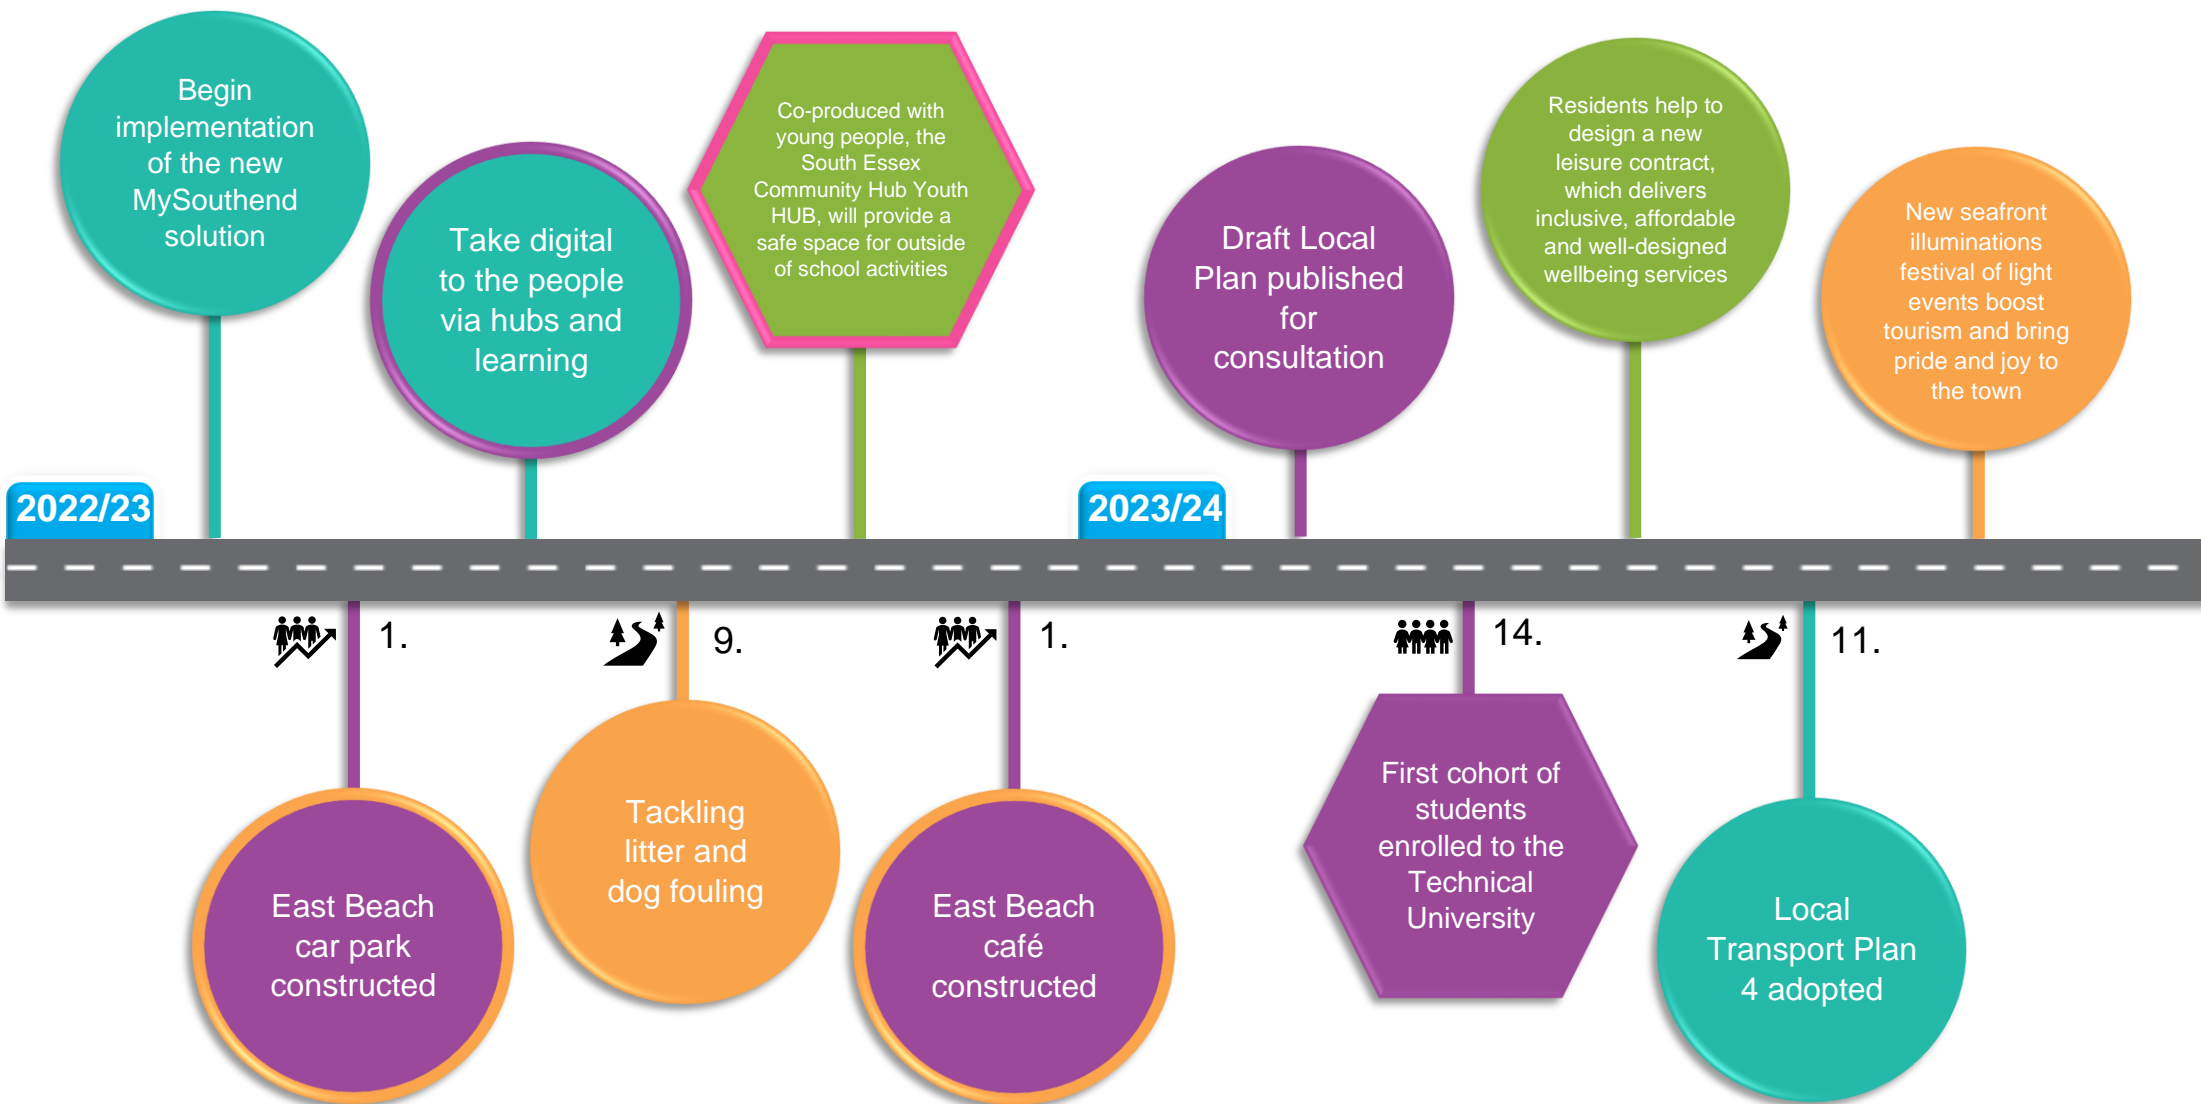 Begin
implementation
of the new
MySouthend
solution
Take digital
to the people
via hubs and
learning
Co-produced with
young people, the
South Essex
Community Hub Youth
HUB, will provide a
safe space for outside
of school activities
Draft Local
Plan published
for
consultation
Residents help to
design a new
leisure contract,
which delivers
inclusive, affordable
and well-designed
wellbeing services
New seafront
illuminations
festival of light
events boost
tourism and bring
pride and joy to
the town
2022/23
2023/24
1.
9.
1.
14.
11.
East Beach
car park
constructed
Tackling
litter and
dog fouling
East Beach
café
constructed
First cohort of
students
enrolled to the
Technical
University
Local
Transport Plan
4 adopted